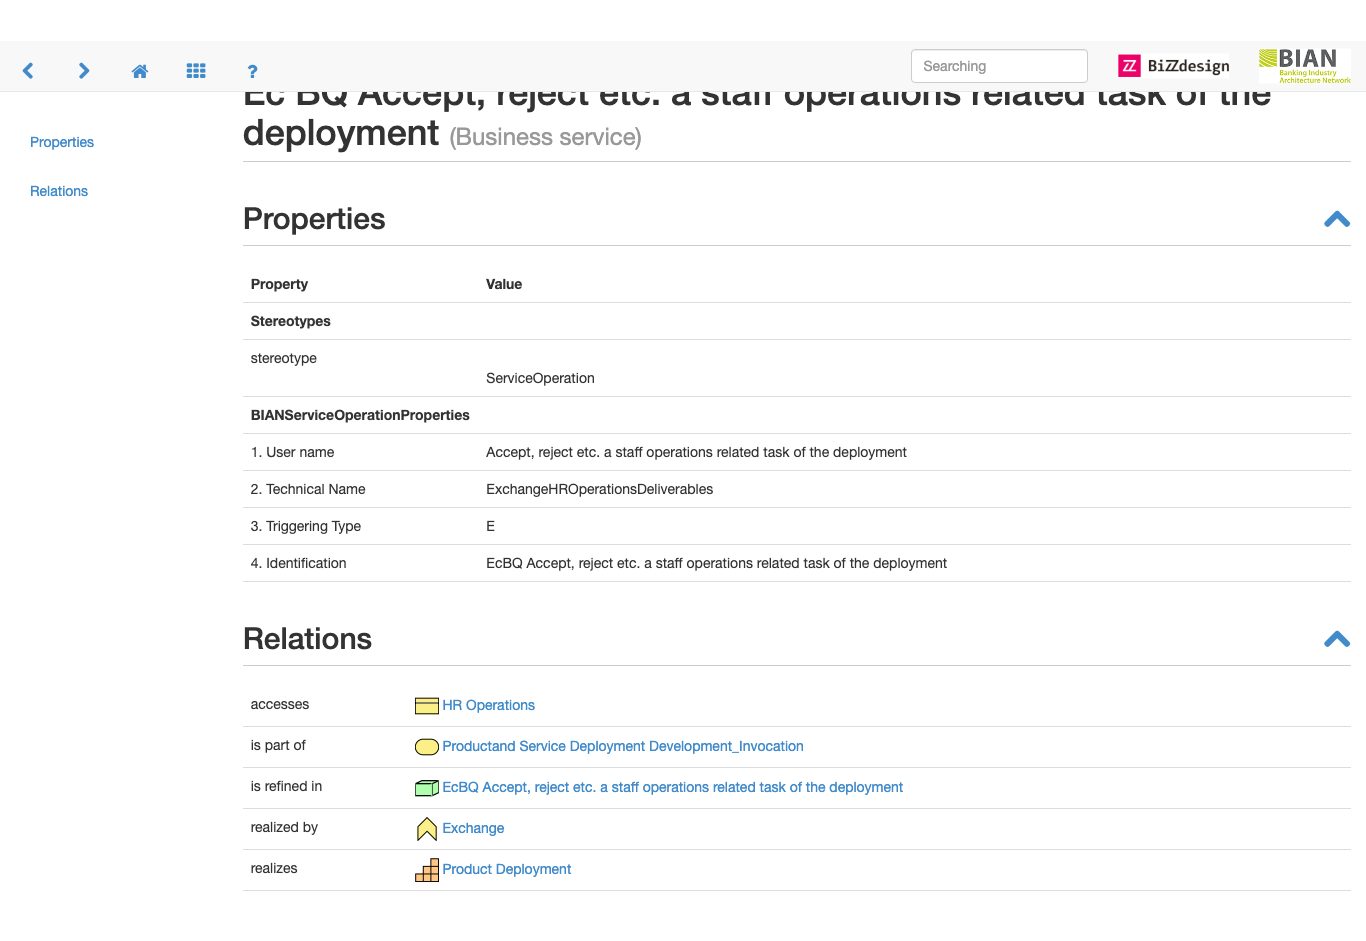 ?
Searching
BiZZdesign
BIAN
Banking Industry
Architecture Network
Ec BQ Accept, reject etc. a staff operations related task of the
deployment (Business service)
Properties
Relations
Properties
Property Value
Stereotypes
stereotype
ServiceOperation
BIANServiceOperationProperties
1. User name Accept, reject etc. a staff operations related task of the deployment
2. Technical Name ExchangeHROperationsDeliverables
3. Triggering Type E
4. Identification EcBQ Accept, reject etc. a staff operations related task of the deployment
Relations
accesses HR Operations
is part of Productand Service Deployment Development_Invocation
is refined in EcBQ Accept, reject etc. a staff operations related task of the deployment
realized by Exchange
realizes Product Deployment